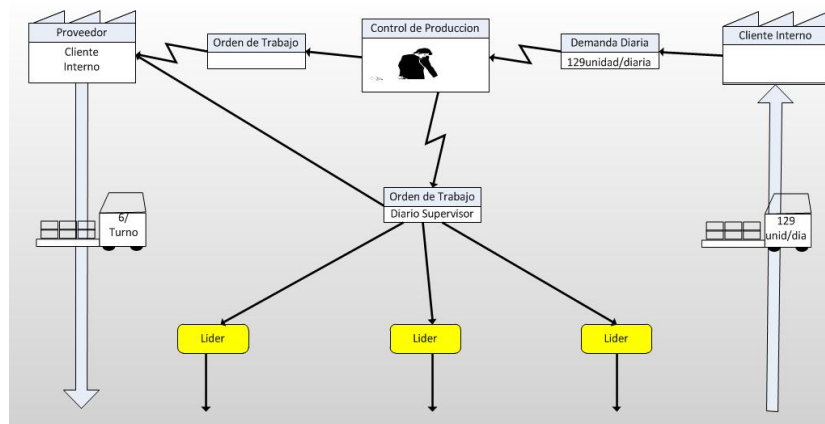 Proveedor
Cliente
Interno
Orden de Trabajo
Control de Produccion
Demanda Diaria
129unidad/diaria
Cliente Interno
Orden de Trabajo
Diario Supervisor
6/
Turno
129
unid/dia
Lider
Lider
Lider